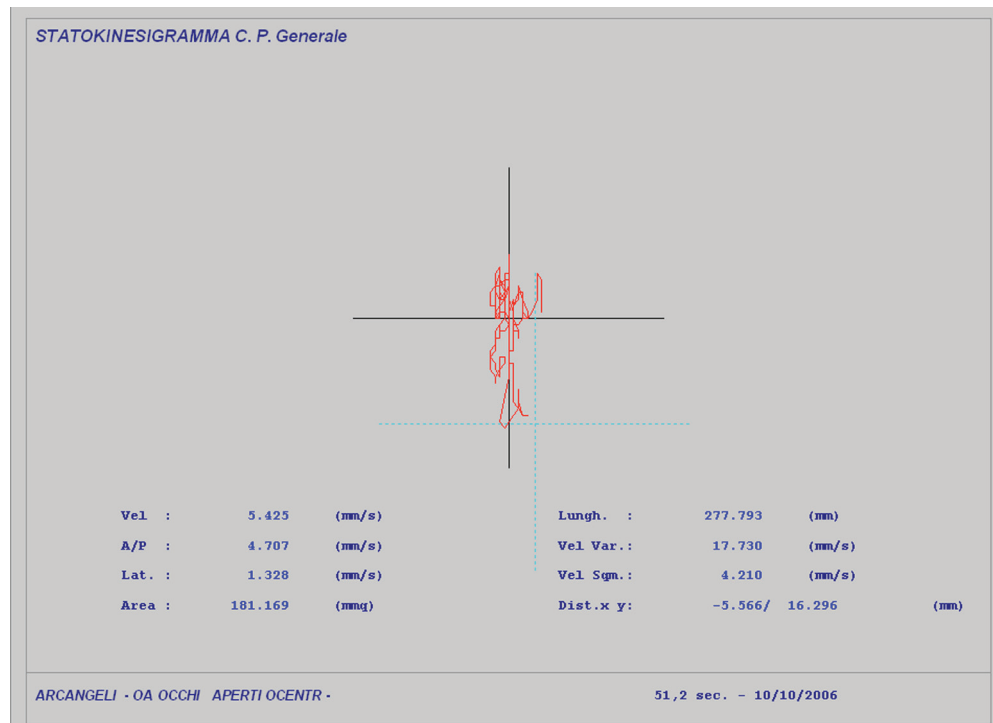 STATOKINESIGRAMMA C. P. Generale
Vel : 5.425 (mm/s) Lungh. : 277.793 (mm)
A/P : 4.707 (mm/s) Vel Var.: 17.730 (mm/s)
Lat. : 1.328 (mm/s) Vel Sqm.: 4.210 (mm/s)
Area : 181.169 (mmq) Dist.x y: -5.566/ 16.296 (mm)
ARCANGELI - OA OCCHI APERTI OCENTR - 51,2 sec. - 10/10/2006